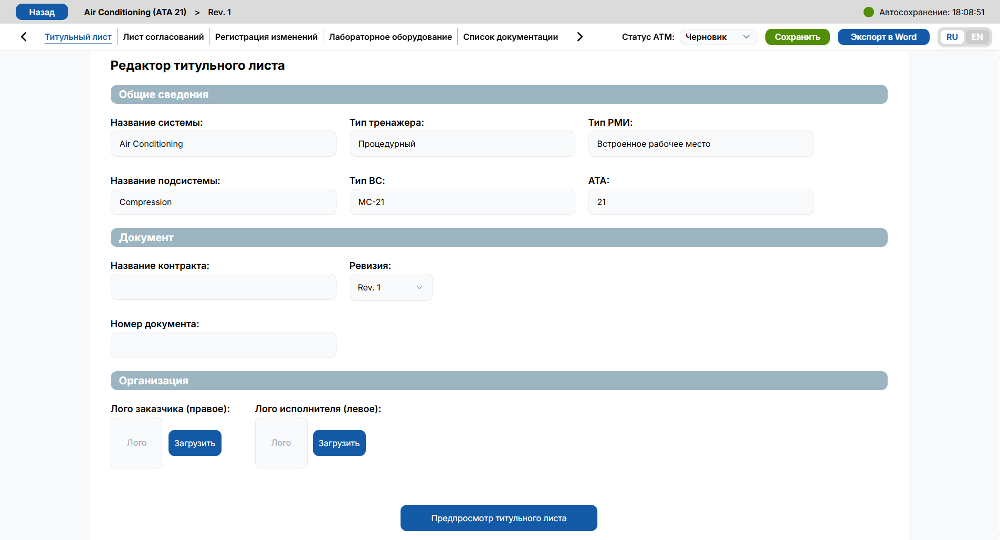 Назад Air Conditioning (ATA 21) > Rev. 1 Автосохранение: 18:08:51
Титульный лист Лист согласований Регистрация изменений Лабораторное оборудование Список документации Статус АТМ: Черновик Сохранить Экспорт в Word RU EN
Редактор титульного листа
Общие сведения
Название системы: Тип тренажера: Тип РМИ:
Air Conditioning Процедурный Встроенное рабочее место
Название подсистемы: Тип ВС: АТА:
Compression МС-21 21
Документ
Название контракта: Ревизия:
Rev. 1
Номер документа:
Организация
Лого заказчика (правое): Лого исполнителя (левое):
Лого Загрузить Лого Загрузить
Предпросмотр титульного листа